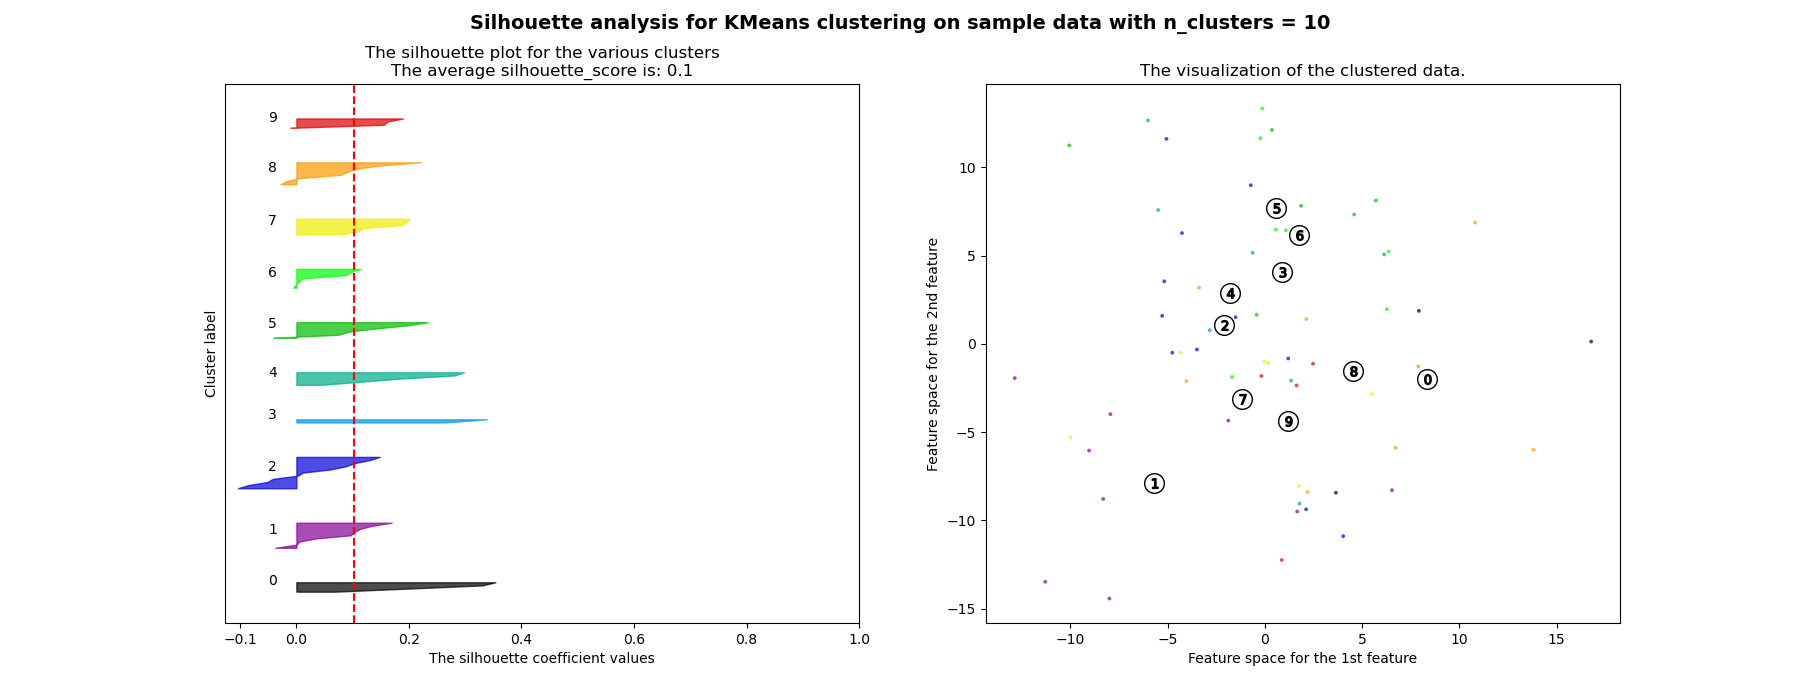 Silhouette analysis for KMeans clustering on sample data with n_clusters = 10
The silhouette plot for the various clusters
The average silhouette_score is: 0.1
9
8
7
6
5
4
3
2
1
0
Cluster label
−0.1 0.0 0.2 0.4 0.6 0.8 1.0
The silhouette coefficient values
The visualization of the clustered data.
10
5
0
−5
−10
−15
Feature space for the 2nd feature
5
6
3
4
2
8
0
7
9
1
−10 −5 0 5 10 15
Feature space for the 1st feature